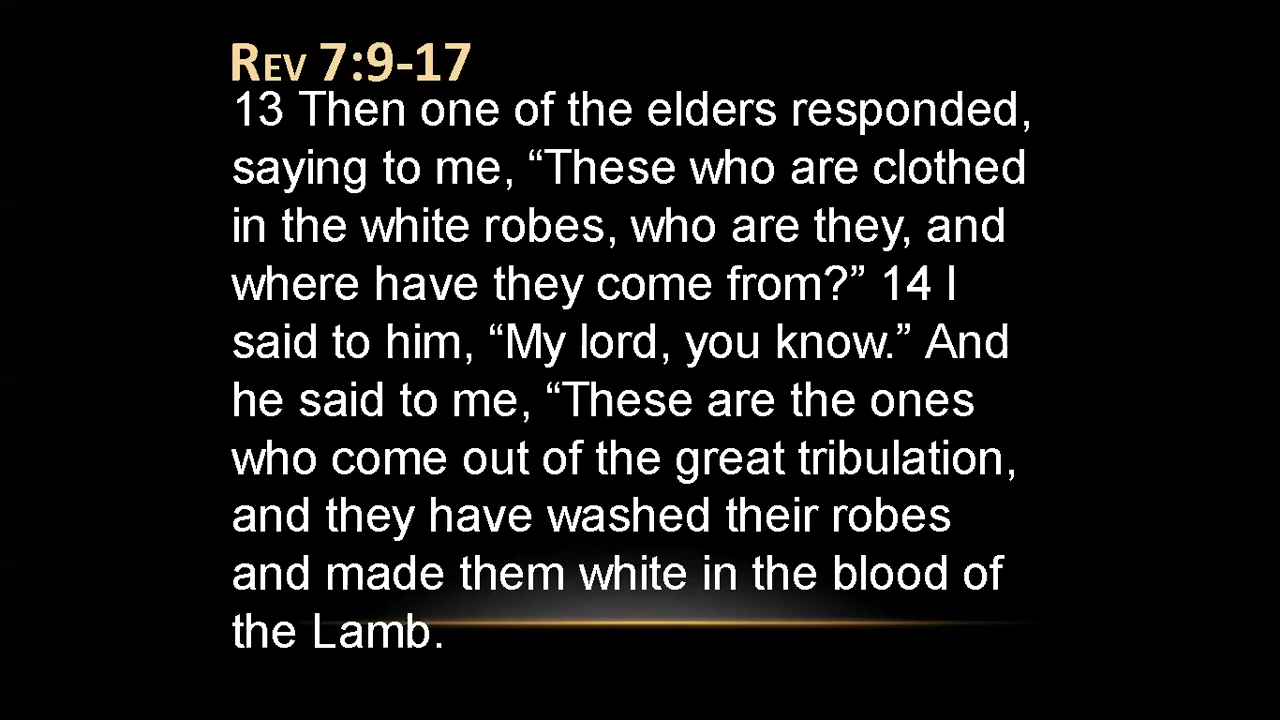 Rev 7:9-17
13 Then one of the elders responded,
saying to me, “These who are clothed
in the white robes, who are they, and
where have they come from?” 14 I
said to him, “My lord, you know.” And
he said to me, “These are the ones
who come out of the great tribulation,
and they have washed their robes
and made them white in the blood of
the Lamb.